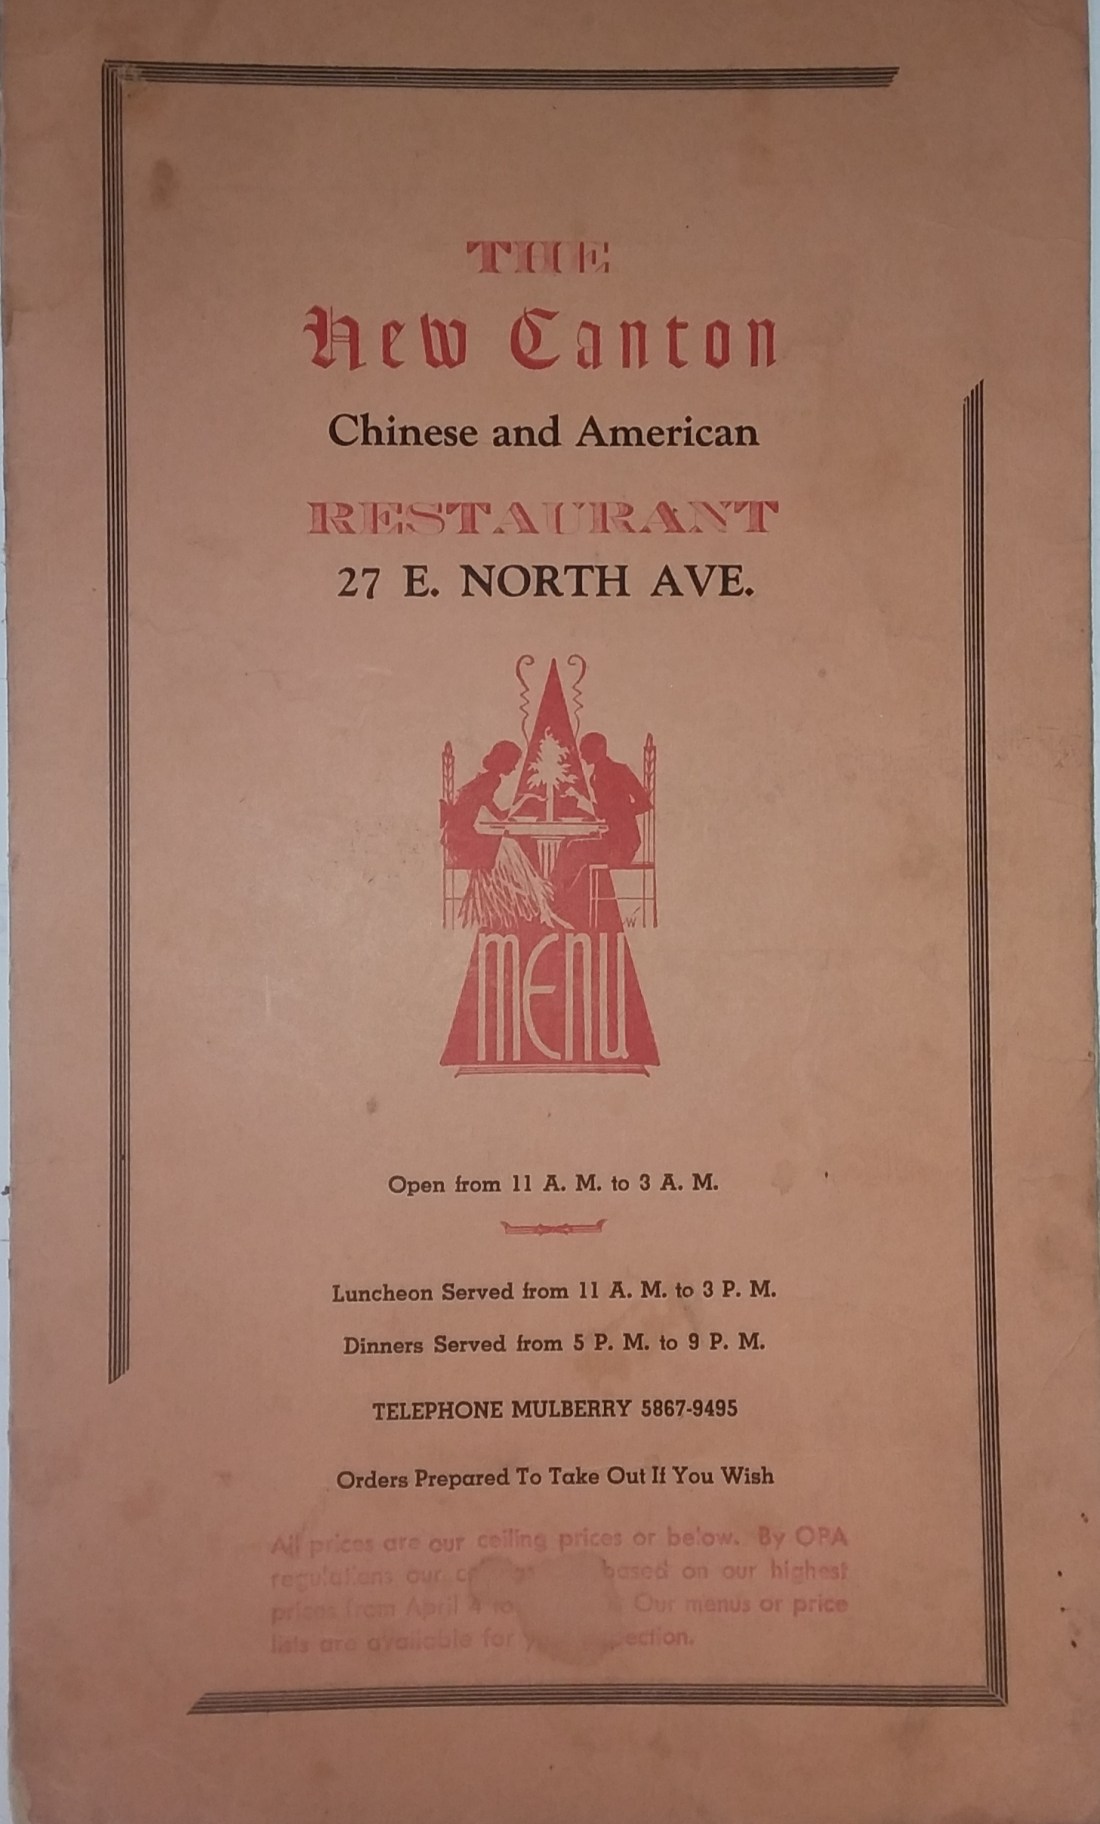 THE
New Canton
Chinese and American
RESTAURANT
27 E. NORTH AVE.
W
MENU
Open from 11 A. M. to 3 A. M.
Luncheon Served from 11 A. M. to 3 P. M.
Dinners Served from 5 P. M. to 9 P. M.
TELEPHONE MULBERRY 5867-9495
Orders Prepared To Take Out If You Wish
All prices are our ceiling prices or below. By OPA
regulations our based on our highest
prices from April 4 to Our menus or price
lists are available for